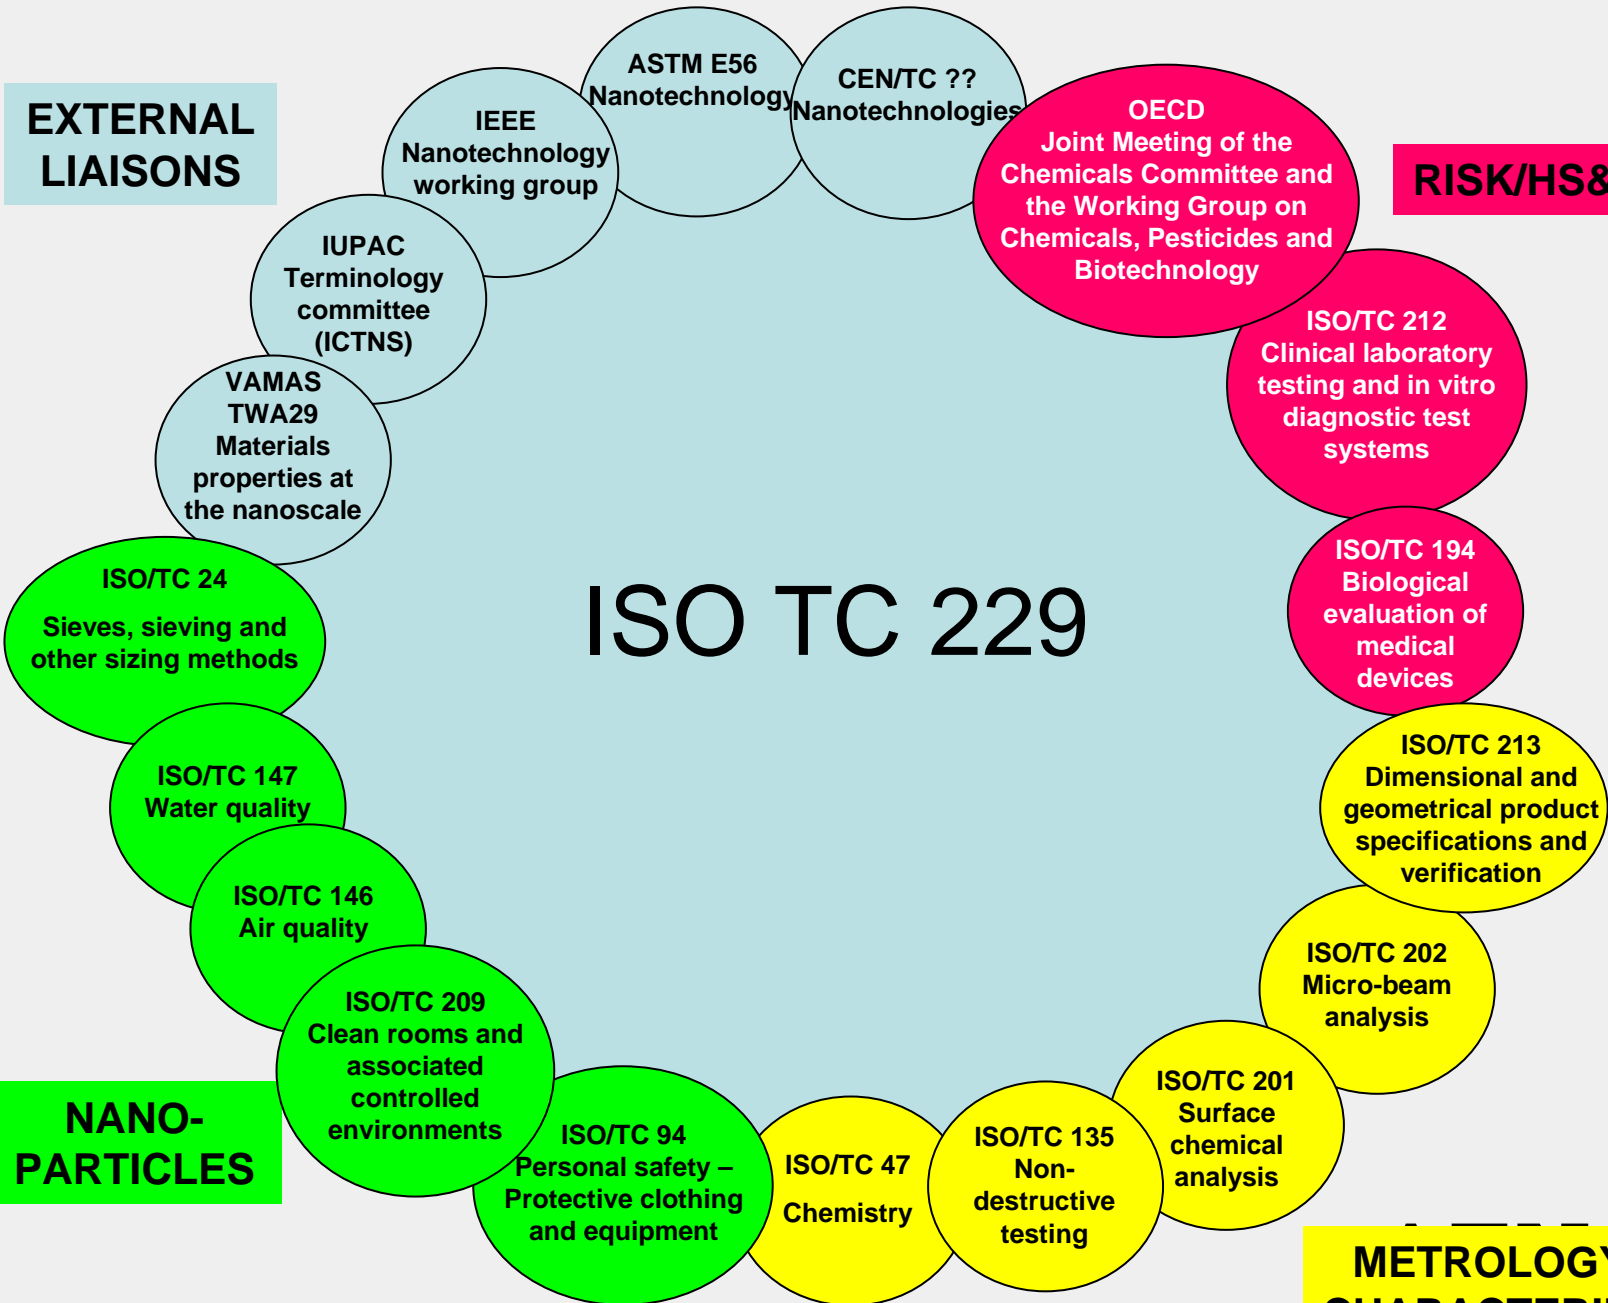 EXTERNAL
LIAISONS
ASTM E56
Nanotechnology
CEN/TC ??
Nanotechnologies
IEEE
Nanotechnology
working group
OECD
Joint Meeting of the
Chemicals Committee and
the Working Group on
Chemicals, Pesticides and
Biotechnology
RISK/HS&
IUPAC
Terminology
committee
(ICTNS)
ISO/TC 212
Clinical laboratory
testing and in vitro
diagnostic test
systems
VAMAS
TWA29
Materials
properties at
the nanoscale
ISO/TC 194
Biological
evaluation of
medical
devices
ISO TC 229
ISO/TC 24
Sieves, sieving and
other sizing methods
ISO/TC 213
Dimensional and
geometrical product
specifications and
verification
ISO/TC 147
Water quality
ISO/TC 146
Air quality
ISO/TC 202
Micro-beam
analysis
ISO/TC 209
Clean rooms and
associated
controlled
environments
ISO/TC 201
Surface
chemical
analysis
NANO-
PARTICLES
ISO/TC 94
Personal safety –
Protective clothing
and equipment
ISO/TC 47
Chemistry
ISO/TC 135
Non-
destructive
testing
METROLOGY